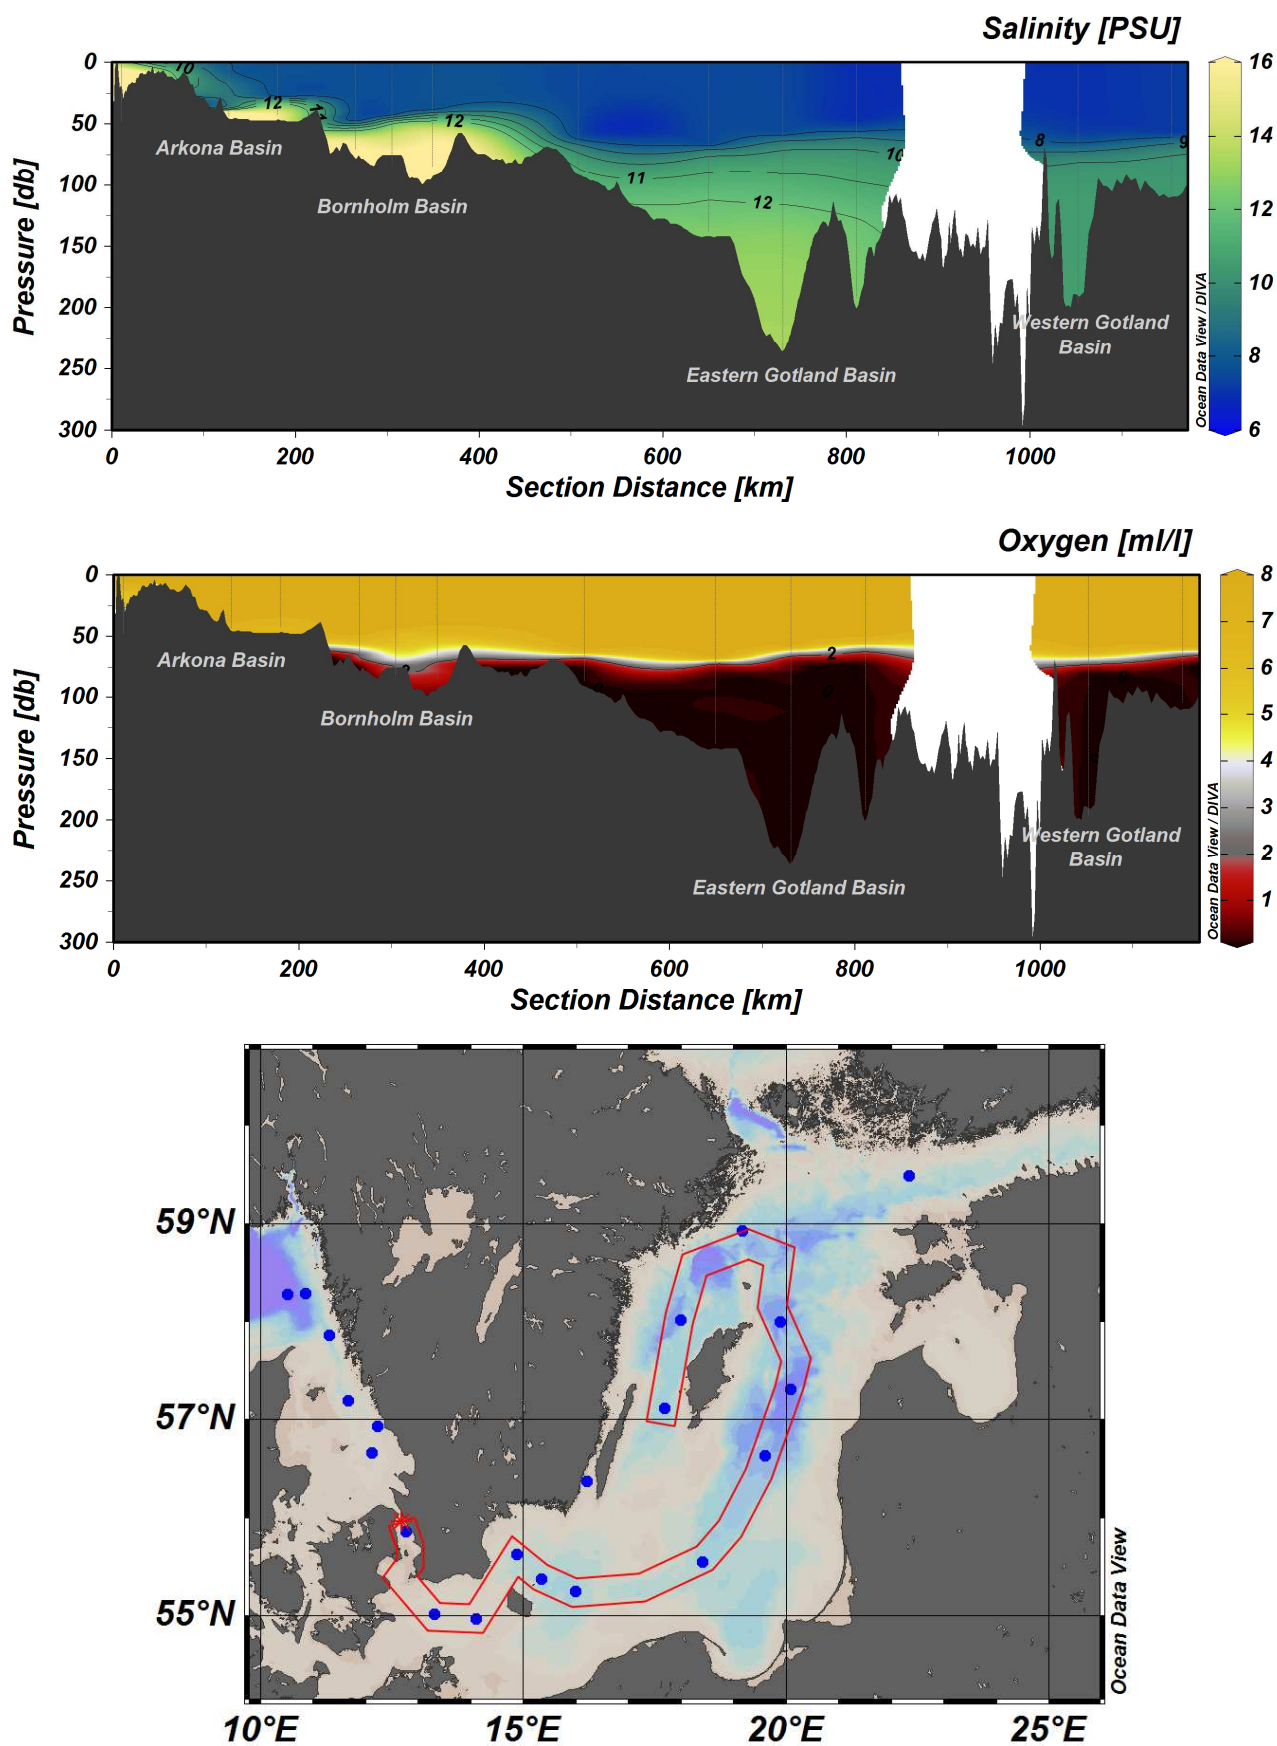 Salinity [PSU]
0
50
100
150
200
250
300
Pressure [db]
10
12
11
12
11
12
10
8
9
Arkona Basin
Bornholm Basin
Eastern Gotland Basin
Western Gotland
Basin
Ocean Data View / DIVA
16
14
12
10
8
6
0
200
400
600
800
1000
Section Distance [km]
Oxygen [ml/l]
0
50
100
150
200
250
300
Pressure [db]
2
2
0
0
Arkona Basin
Bornholm Basin
Eastern Gotland Basin
Western Gotland
Basin
Ocean Data View / DIVA
8
7
6
5
4
3
2
1
0
200
400
600
800
1000
Section Distance [km]
59°N
57°N
55°N
10°E
15°E
20°E
25°E
Ocean Data View